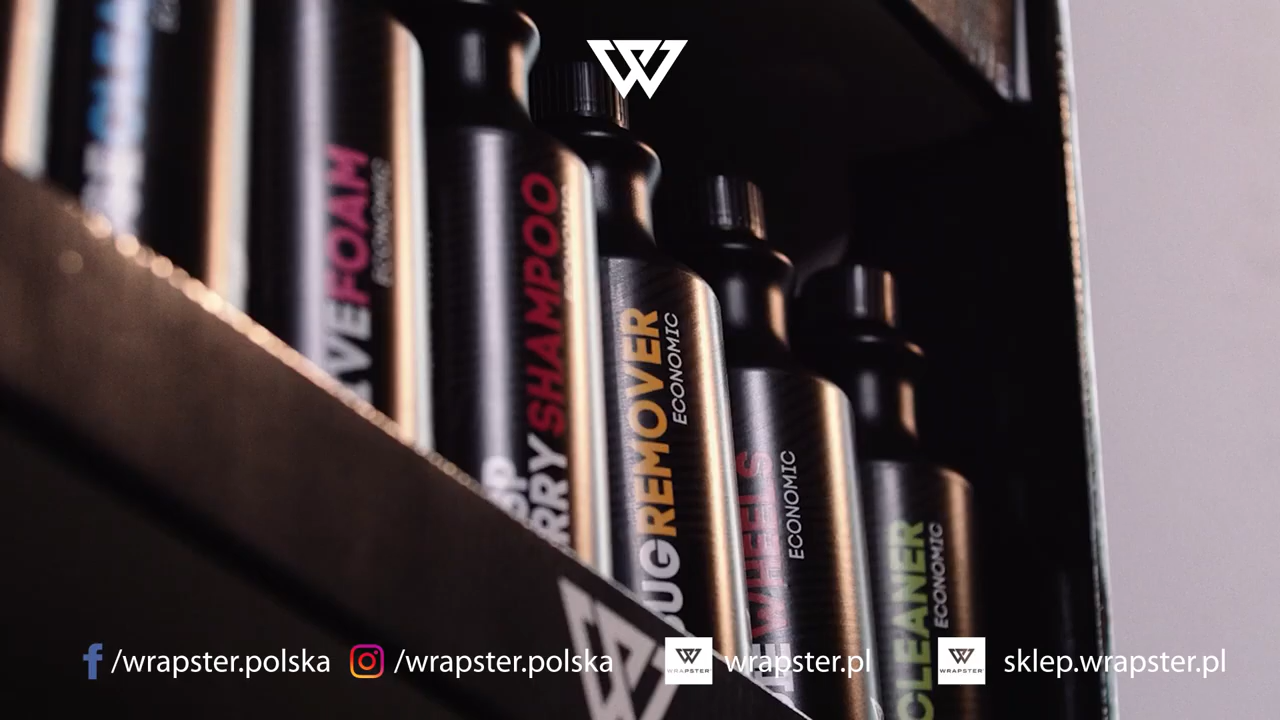 FOAM
ECONOMIC
SHAMPOO
REMOVER
ECONOMIC
WHEELS
ECONOMIC
CLEANER
ECONOMIC
/wrapster.polska
/wrapster.polska
WRAPSTER
wrapster.pl
WRAPSTER
sklep.wrapster.pl